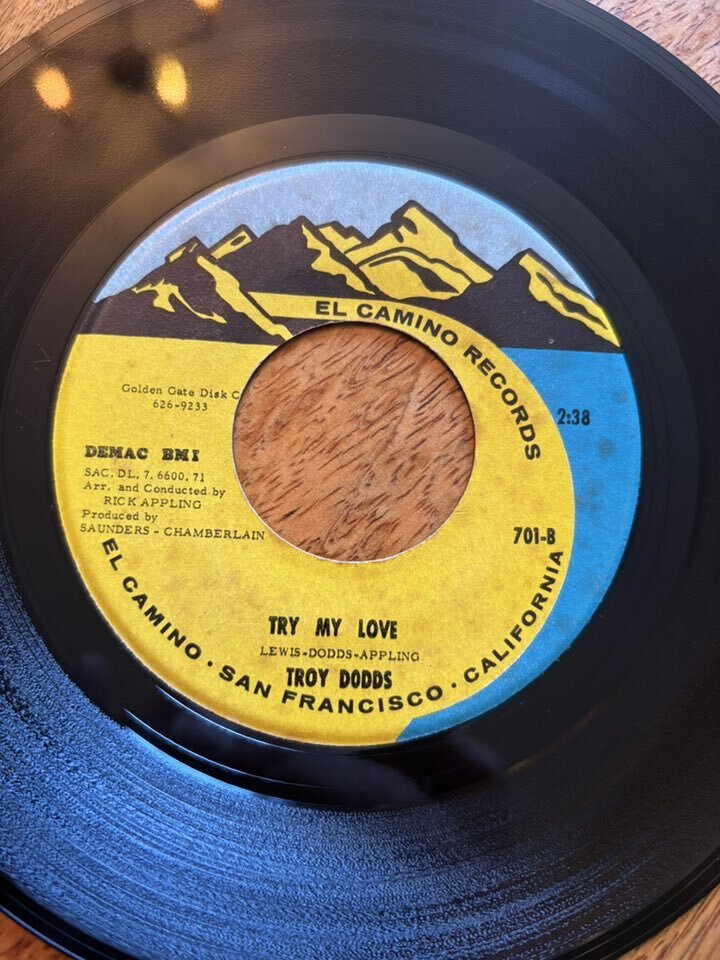 EL CAMINO RECORDS
Golden Gate Disk
626-9233
2:38
DEMAC BMI
SAC. DL. 7. 6600. 71
Arr. and Conducted by
RICK APPLING
Produced by
SAUNDERS - CHAMBERLAIN
701-B
TRY MY LOVE
LEWIS-DODDS-APPLING
TROY DODDS
EL CAMINO · SAN FRANCISCO · CALIFORNIA